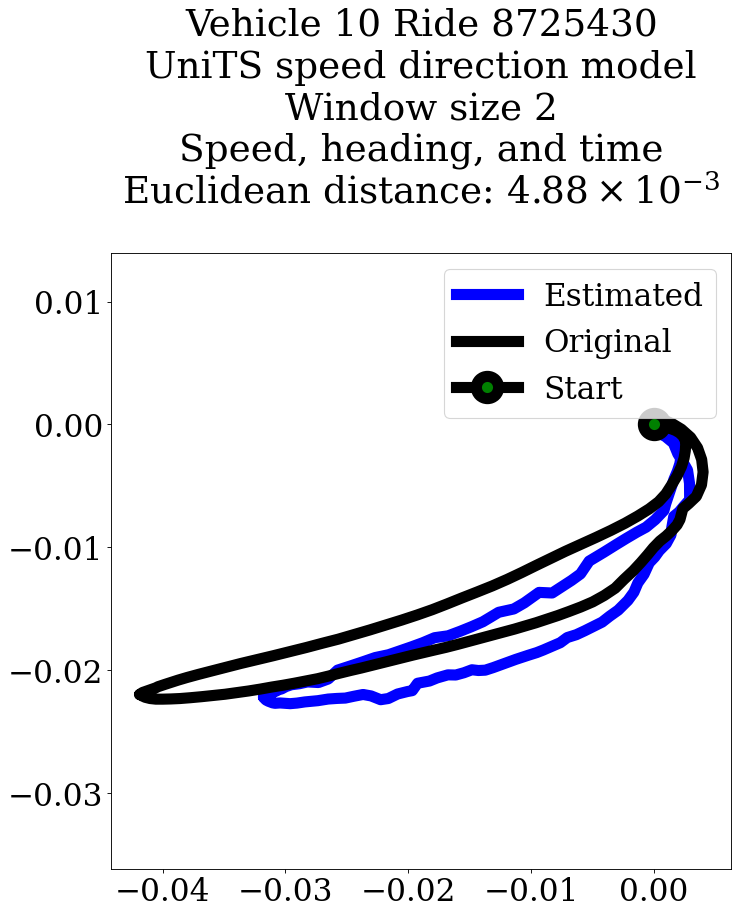 Vehicle 10 Ride 8725430
UniTS speed direction model
Window size 2
Speed, heading, and time
Euclidean distance: 4.88 × 10⁻³
Estimated
Original
Start
0.01
0.00
−0.01
−0.02
−0.03
−0.04 −0.03 −0.02 −0.01 0.00